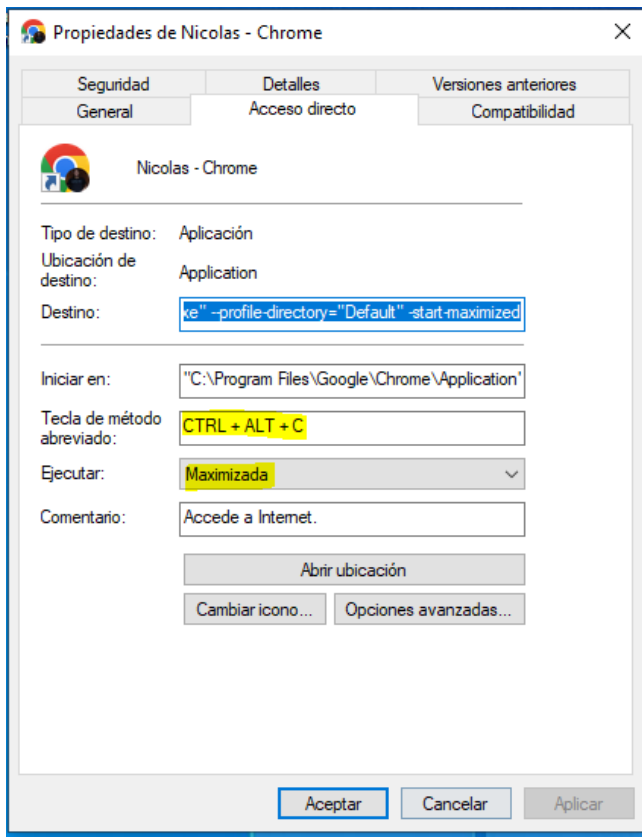 Propiedades de Nicolas - Chrome
Seguridad Detalles Versiones anteriores
General Acceso directo Compatibilidad
Nicolas - Chrome
Tipo de destino: Aplicación
Ubicación de
destino: Application
Destino: xe" --profile-directory="Default" -start-maximized
Iniciar en: "C:\Program Files\Google\Chrome\Application"
Tecla de método
abreviado: CTRL + ALT + C
Ejecutar: Maximizada
Comentario: Accede a Internet.
Abrir ubicación
Cambiar icono... Opciones avanzadas...
Aceptar Cancelar Aplicar